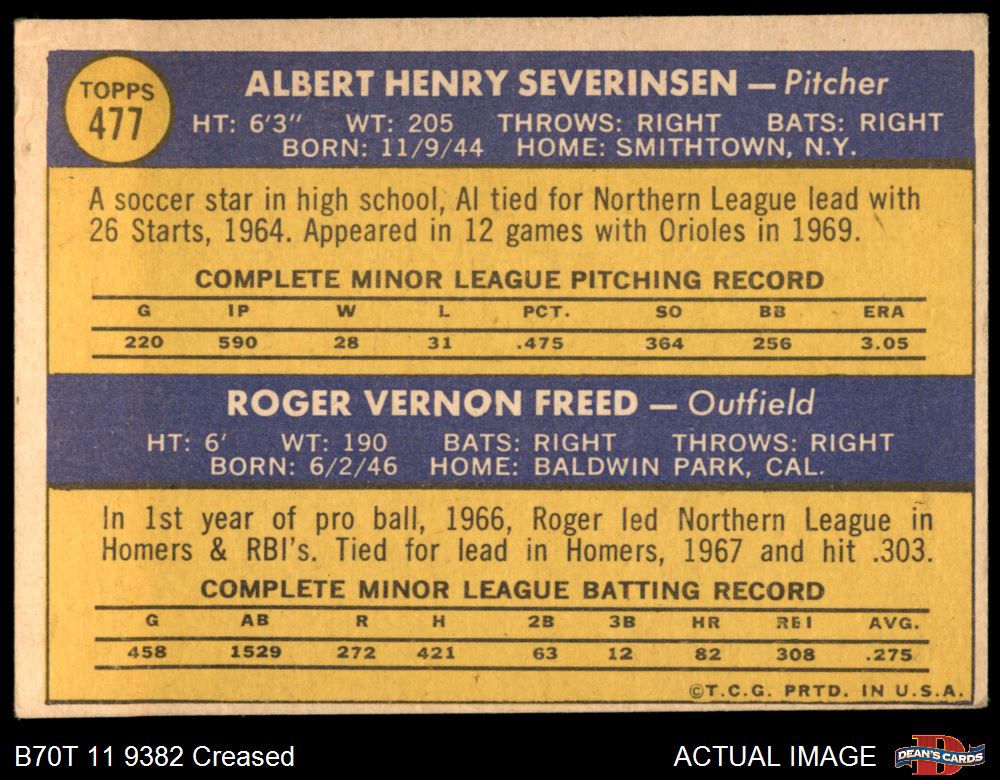 TOPPS
477
ALBERT HENRY SEVERINSEN — Pitcher
HT: 6'3" WT: 205 THROWS: RIGHT BATS: RIGHT
BORN: 11/9/44 HOME: SMITHTOWN, N.Y.
A soccer star in high school, Al tied for Northern League lead with
26 Starts, 1964. Appeared in 12 games with Orioles in 1969.
COMPLETE MINOR LEAGUE PITCHING RECORD
G IP W L PCT. SO BB ERA
220 590 28 31 .475 364 256 3.05
ROGER VERNON FREED — Outfield
HT: 6' WT: 190 BATS: RIGHT THROWS: RIGHT
BORN: 6/2/46 HOME: BALDWIN PARK, CAL.
In 1st year of pro ball, 1966, Roger led Northern League in
Homers & RBI's. Tied for lead in Homers, 1967 and hit .303.
COMPLETE MINOR LEAGUE BATTING RECORD
G AB R H 2B 3B HR RBI AVG.
458 1529 272 421 63 12 82 308 .275
©T.C.G. PRTD. IN U.S.A.
B70T 11 9382 Creased
ACTUAL IMAGE
D
DEAN'S CARDS